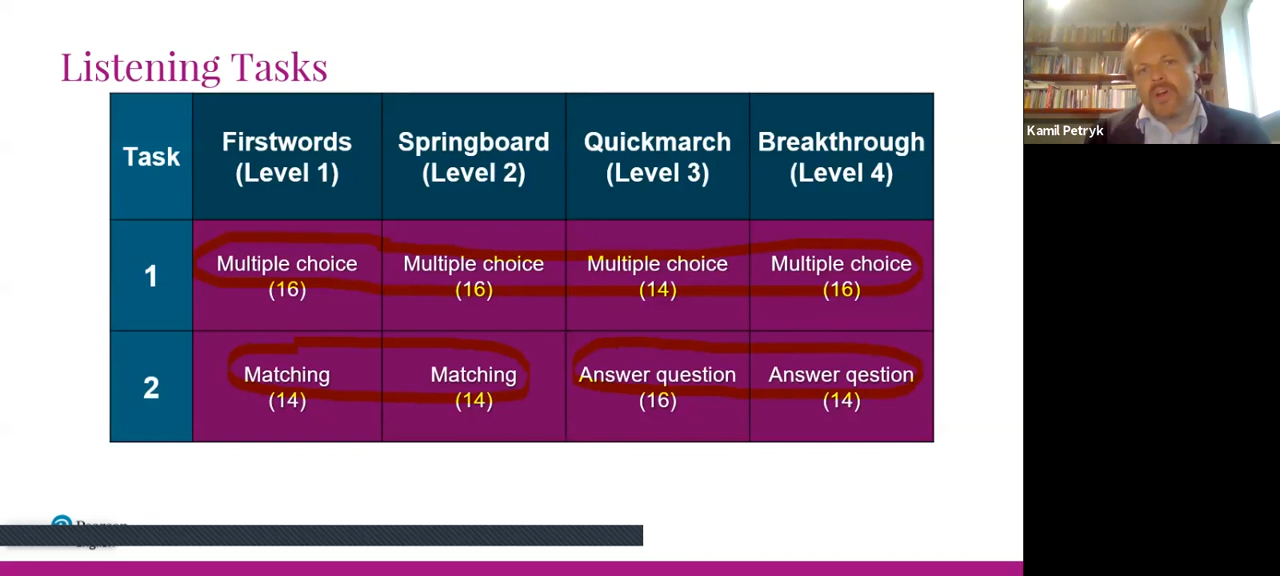 Listening Tasks
Kamil Petryk
Task
Firstwords
(Level 1)
Springboard
(Level 2)
Quickmarch
(Level 3)
Breakthrough
(Level 4)
1
Multiple choice
(16)
Multiple choice
(16)
Multiple choice
(14)
Multiple choice
(16)
2
Matching
(14)
Matching
(14)
Answer question
(16)
Answer qestion
(14)